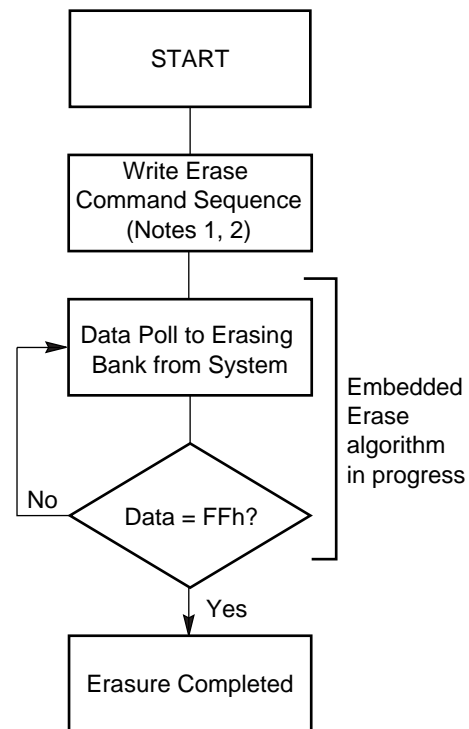 START
Write Erase
Command Sequence
(Notes 1, 2)
Data Poll to Erasing
Bank from System
Embedded
Erase
algorithm
in progress
No
Data = FFh?
Yes
Erasure Completed